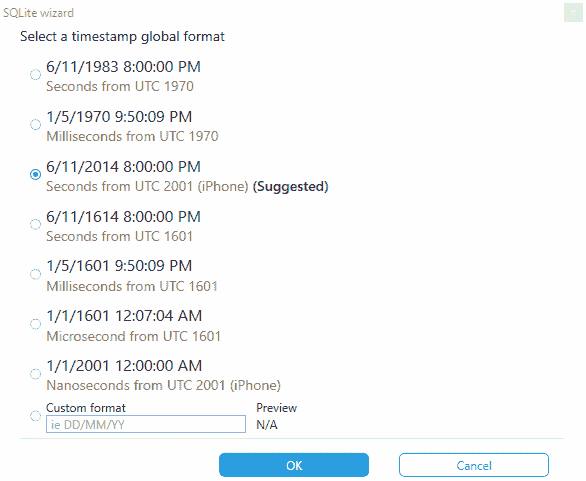 SQLite wizard
Select a timestamp global format
6/11/1983 8:00:00 PM
Seconds from UTC 1970
1/5/1970 9:50:09 PM
Milliseconds from UTC 1970
6/11/2014 8:00:00 PM
Seconds from UTC 2001 (iPhone) (Suggested)
6/11/1614 8:00:00 PM
Seconds from UTC 1601
1/5/1601 9:50:09 PM
Milliseconds from UTC 1601
1/1/1601 12:07:04 AM
Microsecond from UTC 1601
1/1/2001 12:00:00 AM
Nanoseconds from UTC 2001 (iPhone)
Custom format Preview
ie DD/MM/YY N/A
OK Cancel